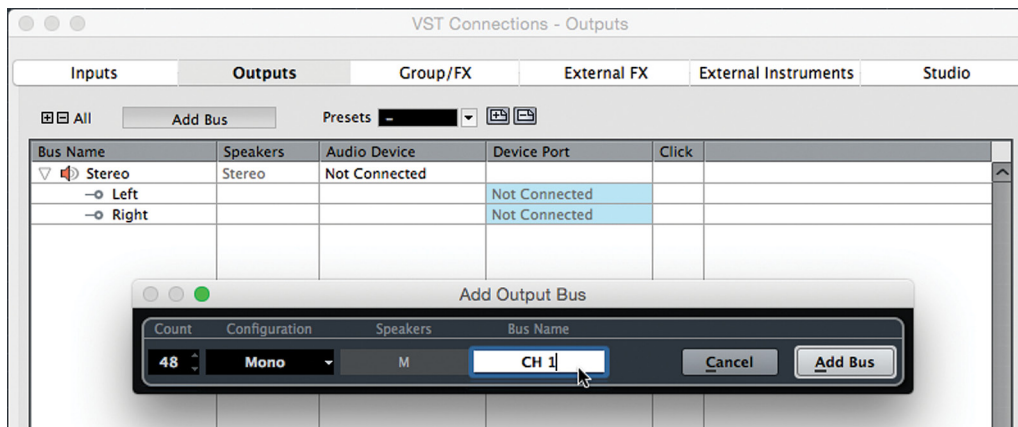 VST Connections - Outputs
Inputs Outputs Group/FX External FX External Instruments Studio
All Add Bus Presets -
Bus Name Speakers Audio Device Device Port Click
Stereo Stereo Not Connected
Left Not Connected
Right Not Connected
Add Output Bus
Count Configuration Speakers Bus Name
48 Mono M CH 1 Cancel Add Bus